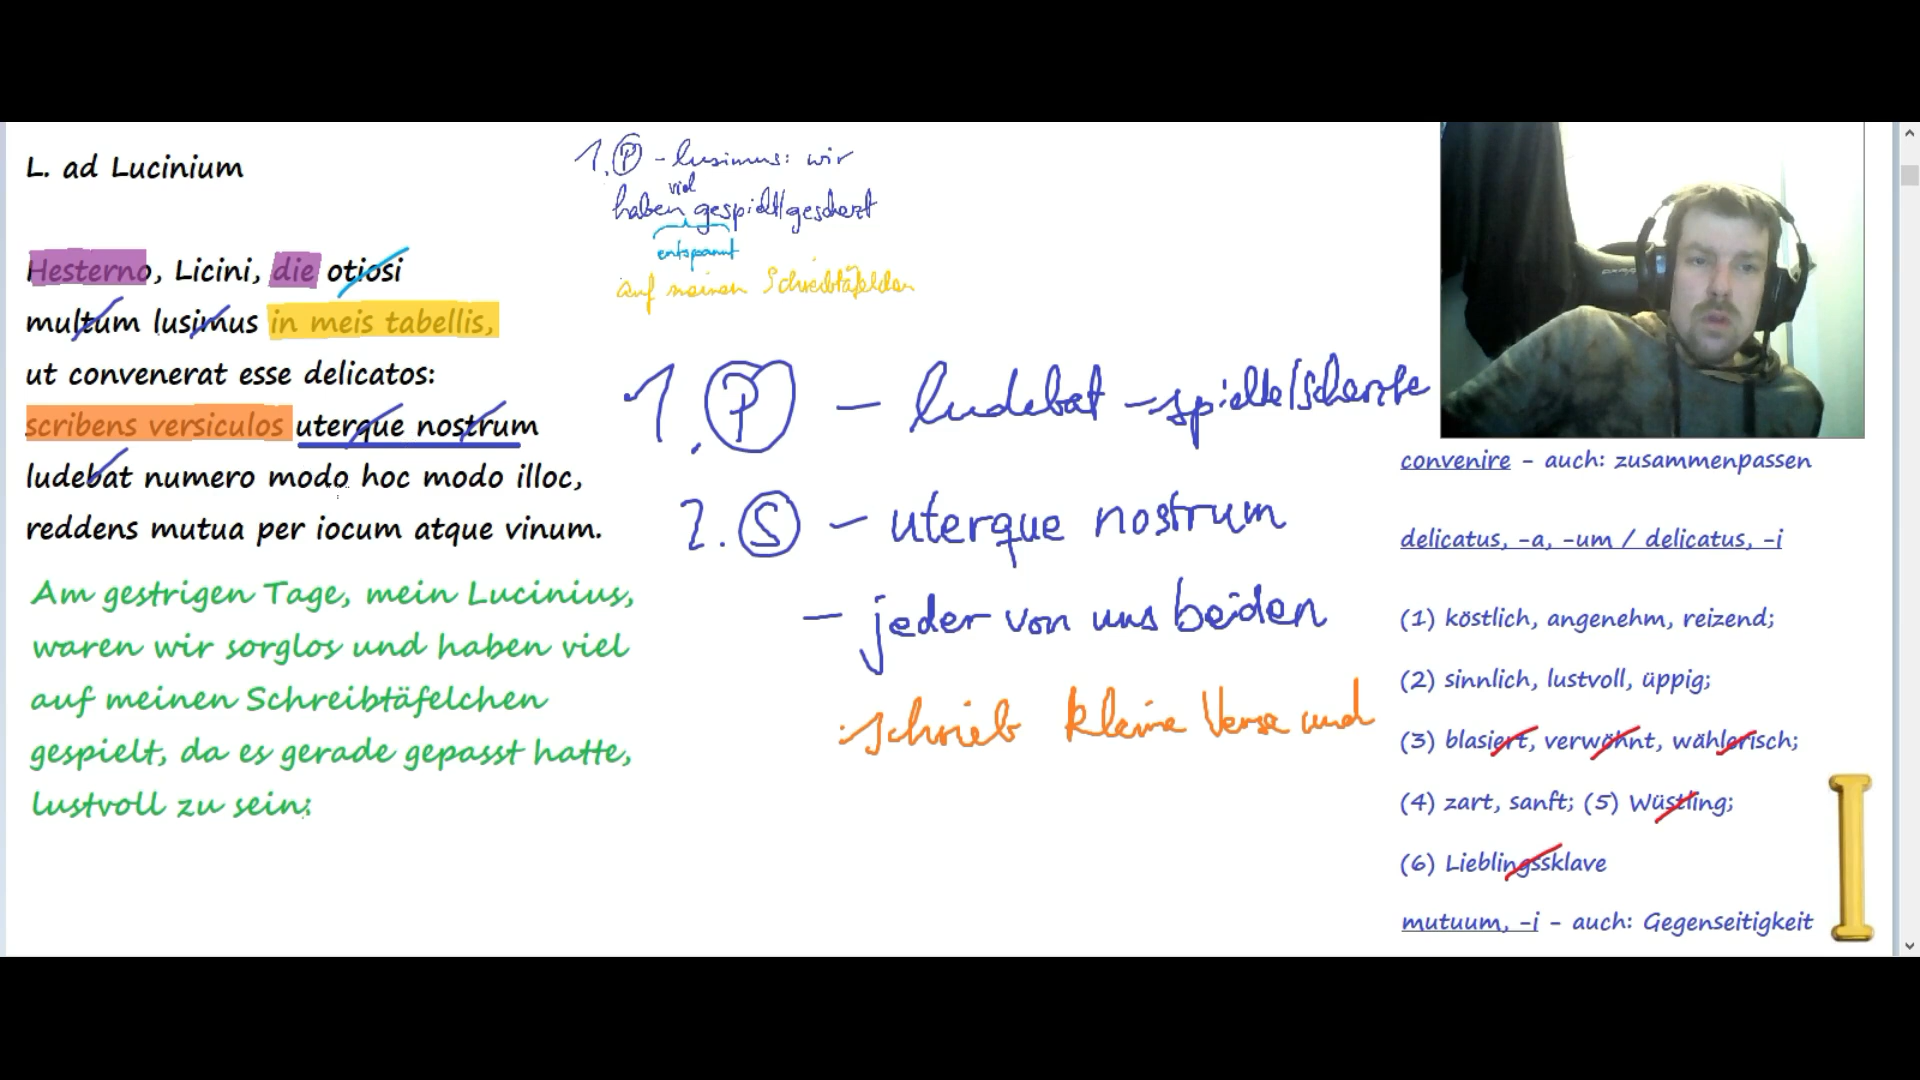 L. ad Lucinium
Hesterno, Licini, die otiosi
multum lusimus in meis tabellis,
ut convenerat esse delicatos:
scribens versiculos uterque nostrum
ludebat numero modo hoc modo illoc,
reddens mutua per iocum atque vinum.
Am gestrigen Tage, mein Lucinius,
waren wir sorglos und haben viel
auf meinen Schreibtäfelchen
gespielt, da es gerade gepasst hatte,
lustvoll zu sein:
1. P - lusimus: wir
viel
haben gespielt/gescherzt
entspannt
auf meinen Schreibtäfelchen
1. P - ludebat - spielte/scherzte
2. S - uterque nostrum
- jeder von uns beiden
schrieb kleine Verse und
convenire - auch: zusammenpassen
delicatus, -a, -um / delicatus, -i
(1) köstlich, angenehm, reizend;
(2) sinnlich, lustvoll, üppig;
(3) blasiert, verwöhnt, wählerisch;
(4) zart, sanft; (5) Wüstling;
(6) Lieblingssklave
mutuum, -i - auch: Gegenseitigkeit